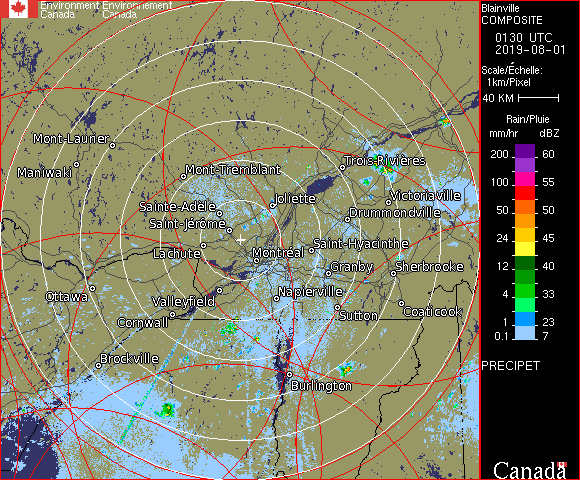 Environment Environnement
Canada Canada
Blainville
COMPOSITE
0130 UTC
2019-08-01
Scale/Échelle:
1km/Pixel
40 KM
Rain/Pluie
mm/hr dBZ
200 60
100 55
50 50
24 45
12 40
4 33
1 23
0.1 7
PRECIPET
Mont-Laurier
Maniwaki
Mont-Tremblant
Trois-Rivières
Joliette
Victoriaville
Sainte-Adèle
Drummondville
Saint-Jérôme
Lachute
Montréal
Saint-Hyacinthe
Granby
Sherbrooke
Ottawa
Valleyfield
Napierville
Cornwall
Sutton
Coaticook
Brockville
Burlington
Canada